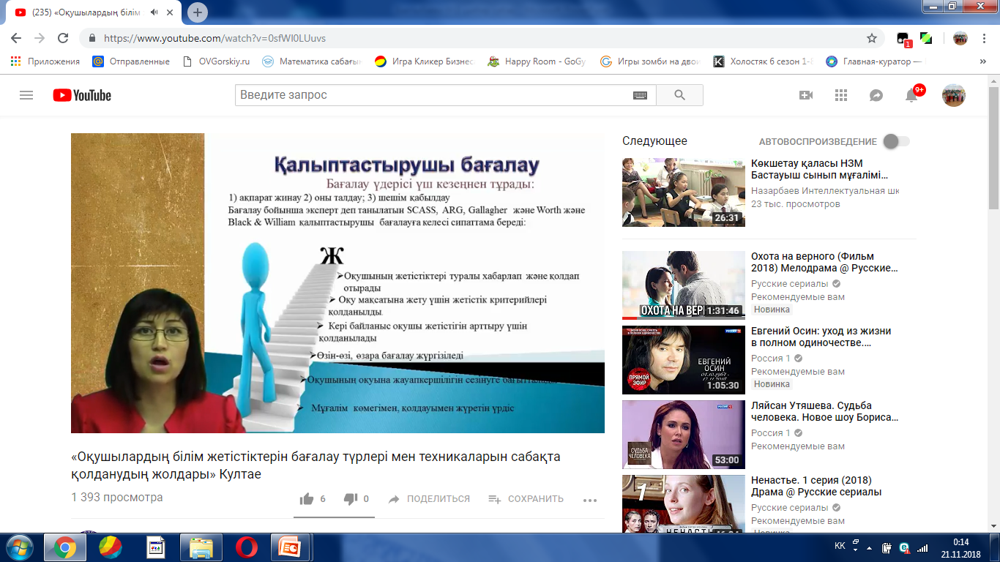 (235) «Оқушылардың білім
https://www.youtube.com/watch?v=0sfWI0LUuvs
1
Приложения
Отправленные
OVGorskiy.ru
Математика сабағын
Игра Кликер Бизнес
Happy Room - GoGy
Игры зомби на двои
Холостяк 6 сезон 1-8
Главная-куратор —
»
YouTube
Введите запрос
9+
Қалыптастырушы бағалау
Бағалау үдерісі үш кезеңнен тұрады:
1) ақпарат жинау 2) оны талдау; 3) шешім қабылдау
Бағалау бойынша эксперт деп танылатын SCASS, ARG, Gallagher және Worth және
Black & William қалыптастырушы бағалауға келесі сипаттама береді:
Ж
Оқушының жетістіктері туралы хабарлап және қолдап
отырады
Оқу мақсатына жету үшін жетістік критерийлері
қолданылды.
Кері байланыс оқушы жетістігін арттыру үшін
қолданылады
Өзін-өзі, өзара бағалау жүргізіледі
Оқушының оқуына жауапкершілігін сезінуге
Мұғалім көмегімен, қолдауымен жүретін үрдіс
«Оқушылардың білім жетістіктерін бағалау түрлері мен техникаларын сабақта
қолданудың жолдары» Култае
1 393 просмотра
6
0
ПОДЕЛИТЬСЯ
СОХРАНИТЬ
Следующее
АВТОВОСПРОИЗВЕДЕНИЕ
26:31
Көкшетау қаласы НЗМ
Бастауыш сынып мұғалімі...
Назарбаев Интеллектуальная шк
23 тыс. просмотров
ОХОТА НА ВЕР
1:31:46
Охота на верного (Фильм
2018) Мелодрама @ Русские...
Русские сериалы
Рекомендуемые вам
Новинка
ЕВГЕНИЙ
ОСИН
ПРЯМОЙ
ЭФИР
1:05:30
Евгений Осин: уход из жизни
в полном одиночестве....
Россия 1
Рекомендуемые вам
Новинка
СУДЬБА
ЧЕЛОВЕКА
53:00
Ляйсан Утяшева. Судьба
человека. Новое шоу Бориса...
Россия 1
Рекомендуемые вам
1
Ненастье. 1 серия (2018)
Драма @ Русские сериалы
Русские сериалы
Рекомендуемые вам
KK
0:14
21.11.2018